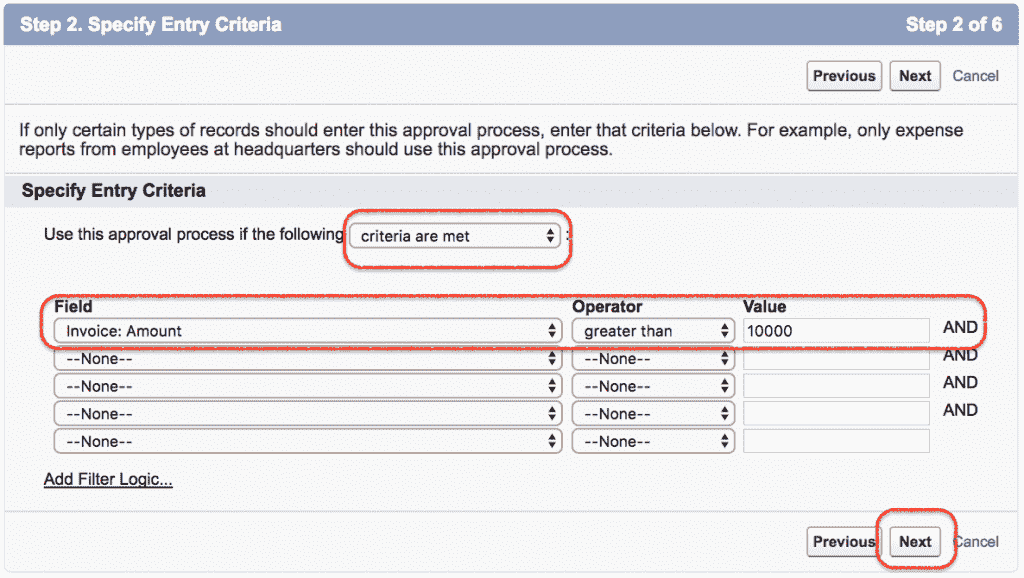 Step 2. Specify Entry Criteria Step 2 of 6
Previous Next Cancel
If only certain types of records should enter this approval process, enter that criteria below. For example, only expense
reports from employees at headquarters should use this approval process.
Specify Entry Criteria
Use this approval process if the following criteria are met :
Field Operator Value
Invoice: Amount greater than 10000 AND
--None-- --None-- AND
--None-- --None-- AND
--None-- --None-- AND
--None-- --None--
Add Filter Logic...
Previous Next Cancel